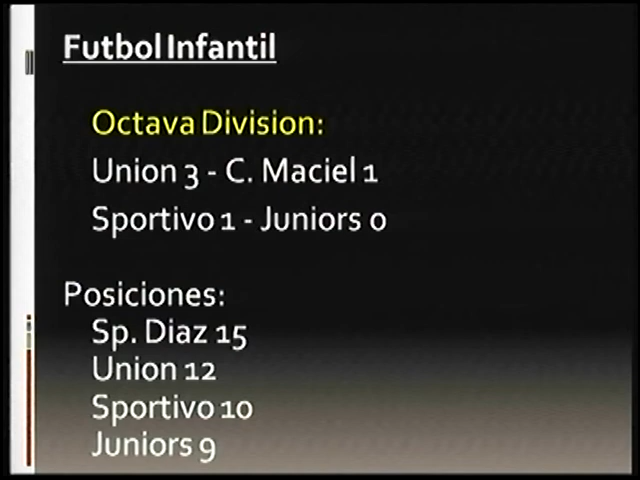 Futbol Infantil
Octava Division:
Union 3 - C. Maciel 1
Sportivo 1 - Juniors 0
Posiciones:
Sp. Diaz 15
Union 12
Sportivo 10
Juniors 9